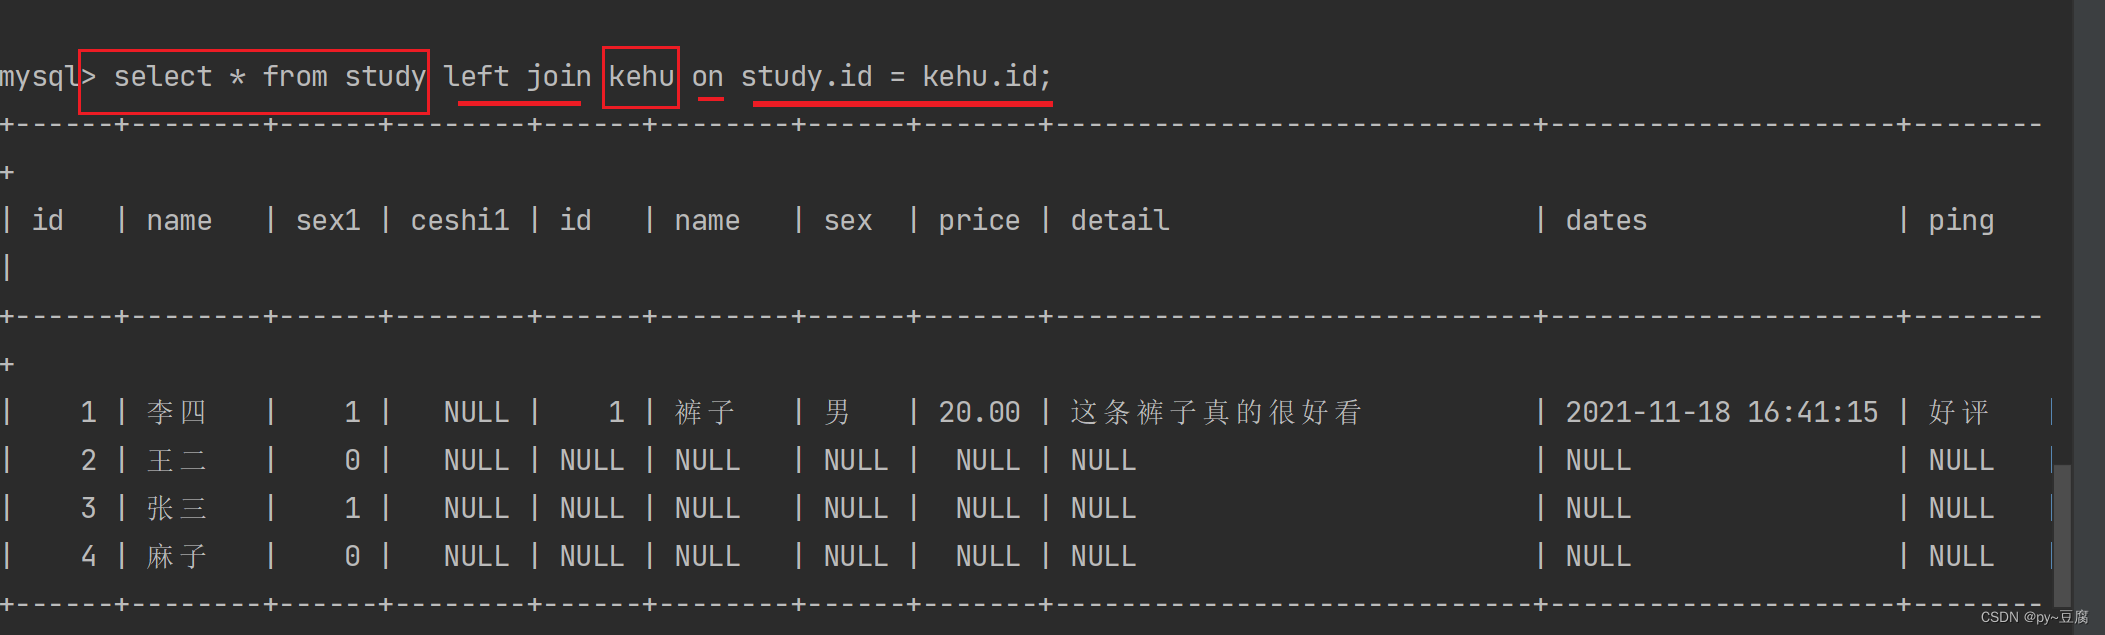 mysql> select * from study left join kehu on study.id = kehu.id;
+------+--------+------+--------+------+--------+------+-------+-----------------------------+---------------------+--------
+
| id   | name   | sex1 | ceshi1 | id   | name   | sex  | price | detail                      | dates               | ping
|
+------+--------+------+--------+------+--------+------+-------+-----------------------------+---------------------+--------
+
|    1 | 李四   |    1 |   NULL |    1 | 裤子   | 男   | 20.00 | 这条裤子真的很好看          | 2021-11-18 16:41:15 | 好评   |
|    2 | 王二   |    0 |   NULL | NULL | NULL   | NULL |  NULL | NULL                        | NULL                | NULL   |
|    3 | 张三   |    1 |   NULL | NULL | NULL   | NULL |  NULL | NULL                        | NULL                | NULL   |
|    4 | 麻子   |    0 |   NULL | NULL | NULL   | NULL |  NULL | NULL                        | NULL                | NULL   |
+------+--------+------+--------+------+--------+------+-------+-----------------------------+---------------------+--------
CSDN @py~豆腐